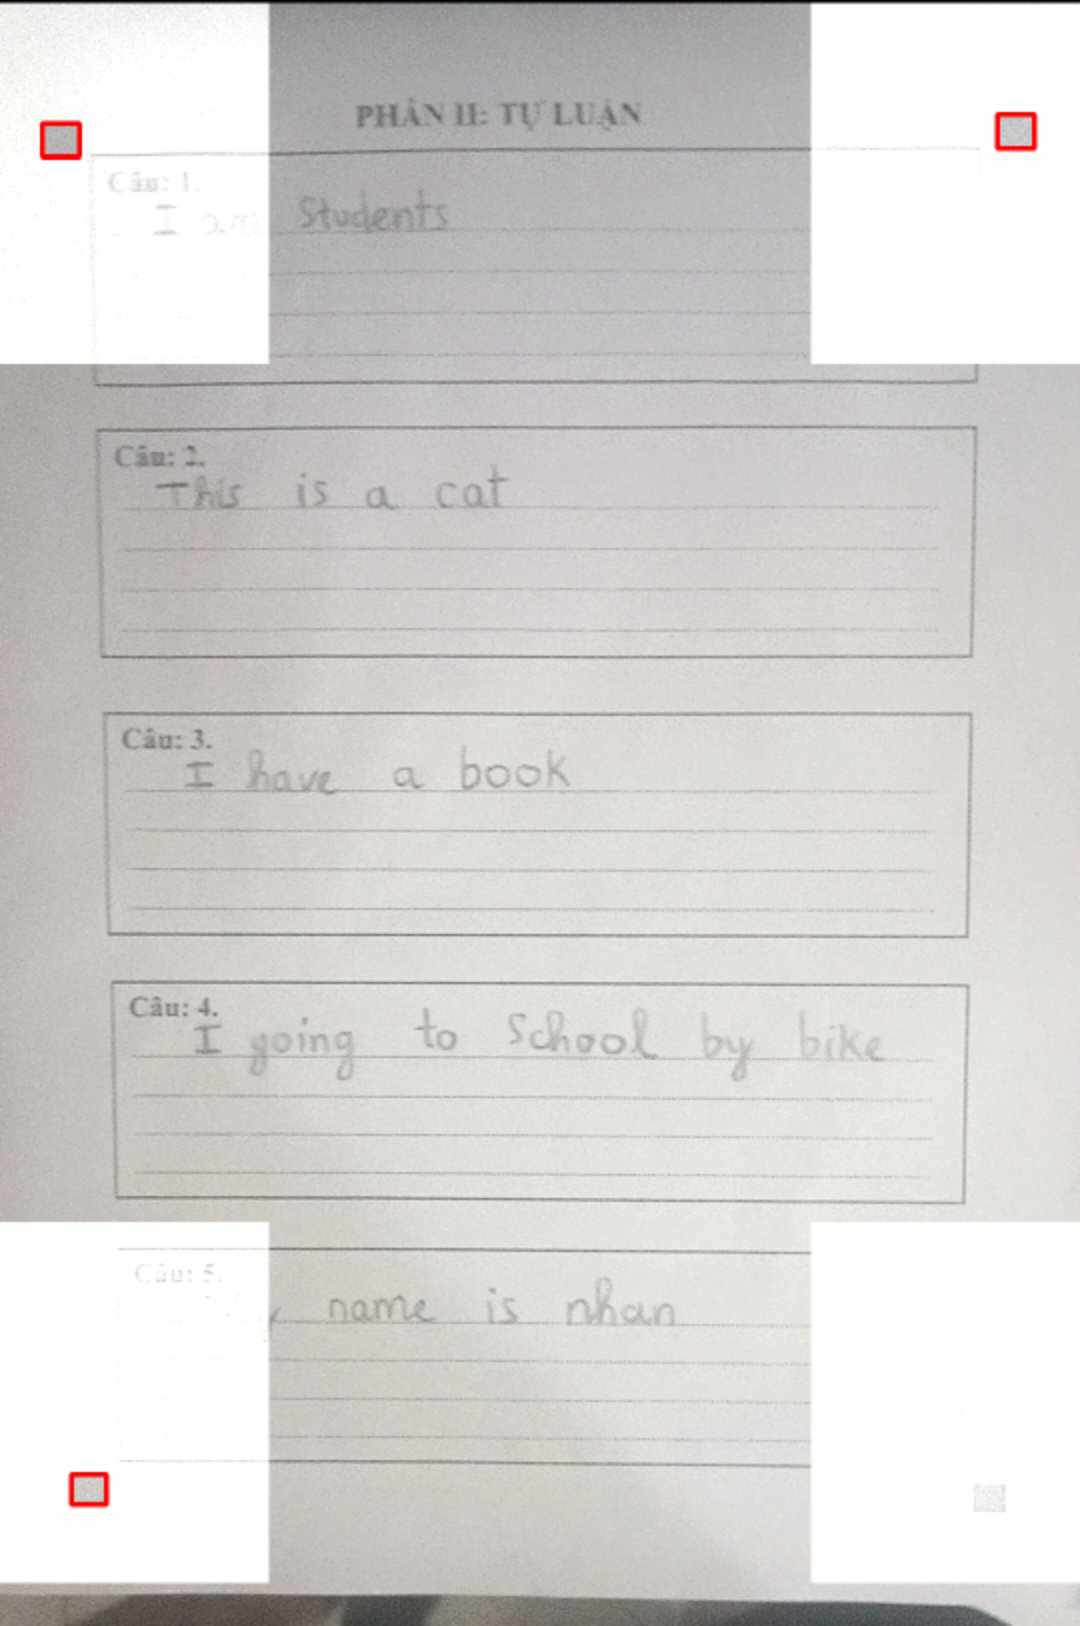 PHẦN II: TỰ LUẬN
Câu: 1.
I am Students
Câu: 2.
This is a cat
Câu: 3.
I have a book
Câu: 4.
I going to School by bike
Câu: 5.
name is nhan